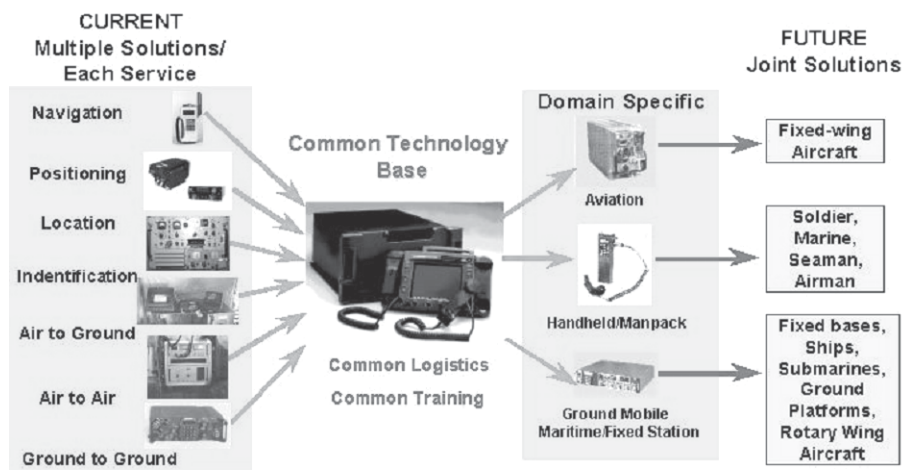 CURRENT
Multiple Solutions/
Each Service
Navigation
Positioning
Location
Indentification
Air to Ground
Air to Air
Ground to Ground
Common Technology
Base
Common Logistics
Common Training
Domain Specific
Aviation
Handheld/Manpack
Ground Mobile
Maritime/Fixed Station
FUTURE
Joint Solutions
Fixed-wing
Aircraft
Soldier,
Marine,
Seaman,
Airman
Fixed bases,
Ships,
Submarines,
Ground
Platforms,
Rotary Wing
Aircraft